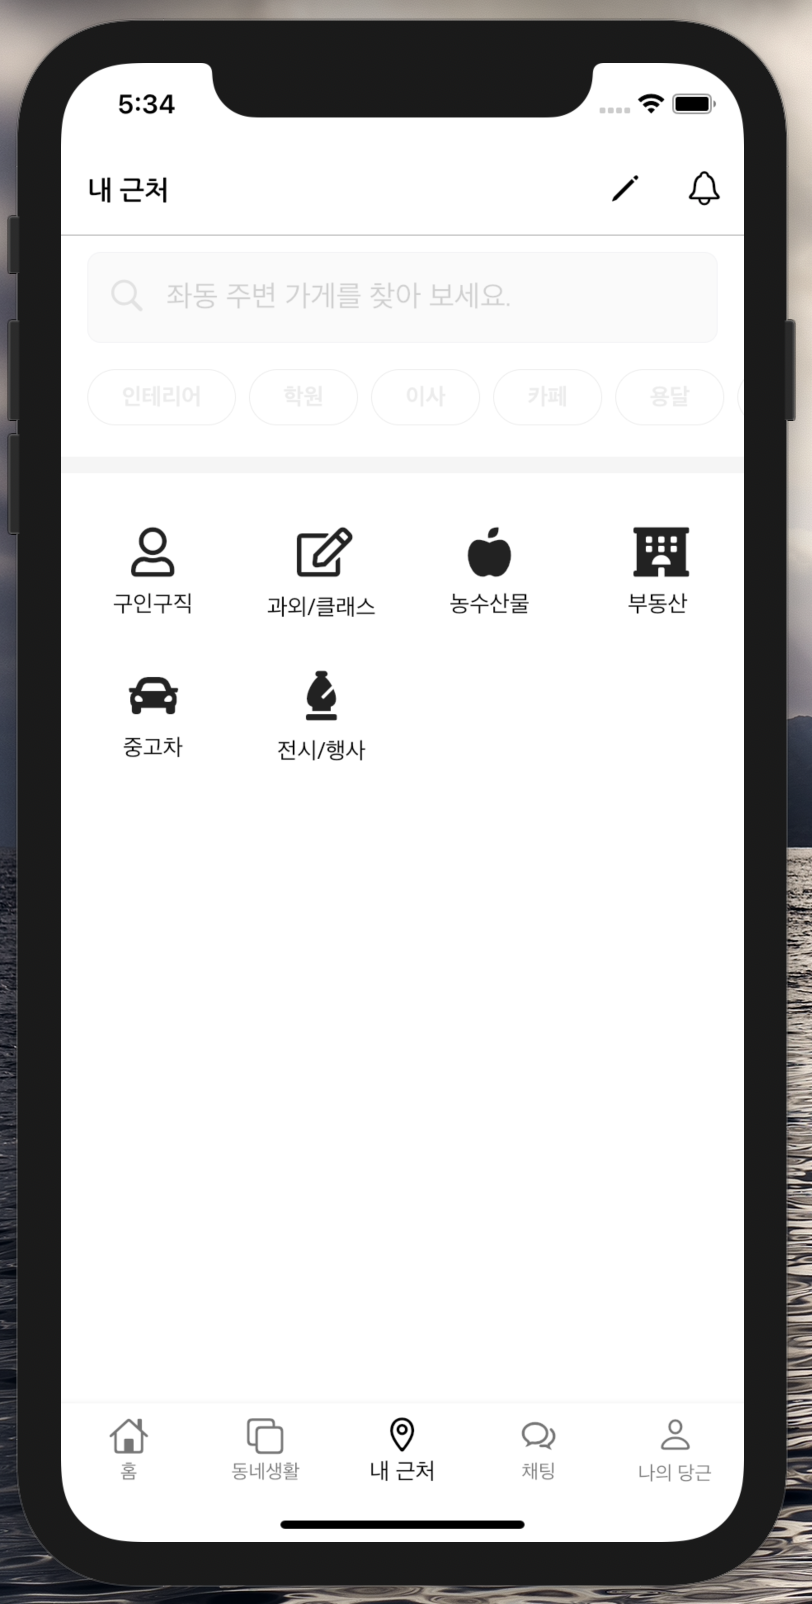 5:34
내 근처
좌동 주변 가게를 찾아 보세요.
인테리어 학원 이사 카페 용달
구인구직 과외/클래스 농수산물 부동산
중고차 전시/행사
홈 동네생활 내 근처 채팅 나의 당근